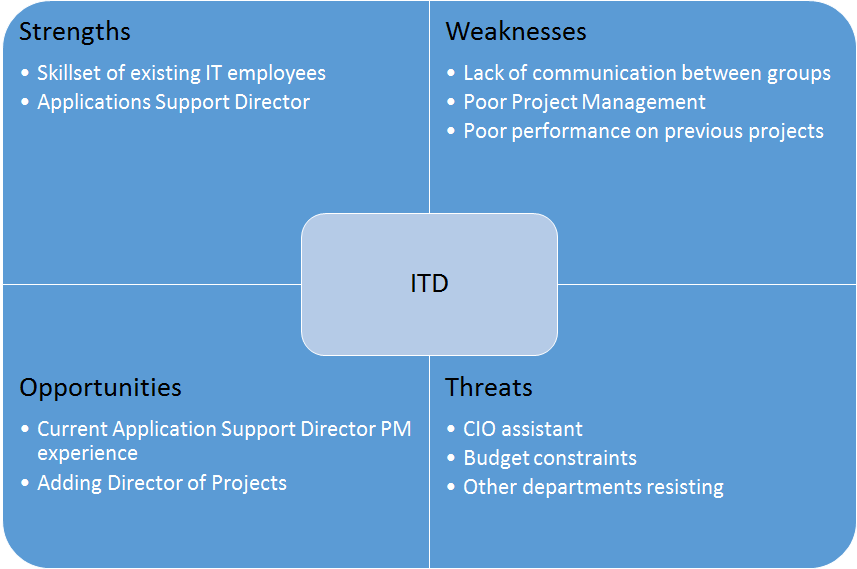 Strengths
• Skillset of existing IT employees
• Applications Support Director
Weaknesses
• Lack of communication between groups
• Poor Project Management
• Poor performance on previous projects
ITD
Opportunities
• Current Application Support Director PM
experience
• Adding Director of Projects
Threats
• CIO assistant
• Budget constraints
• Other departments resisting